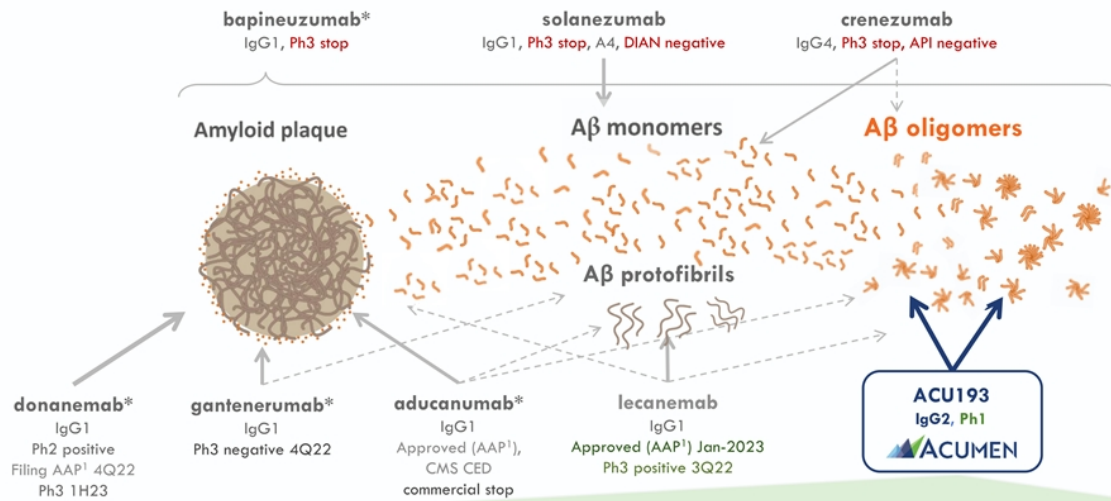 bapineuzumab*
IgG1, Ph3 stop
solanezumab
IgG1, Ph3 stop, A4, DIAN negative
crenezumab
IgG4, Ph3 stop, API negative
Amyloid plaque
Aβ monomers
Aβ oligomers
Aβ protofibrils
donanemab*
IgG1
Ph2 positive
Filing AAP¹ 4Q22
Ph3 1H23
gantenerumab*
IgG1
Ph3 negative 4Q22
aducanumab*
IgG1
Approved (AAP¹),
CMS CED
commercial stop
lecanemab
IgG1
Approved (AAP¹) Jan-2023
Ph3 positive 3Q22
ACU193
IgG2, Ph1
ACUMEN